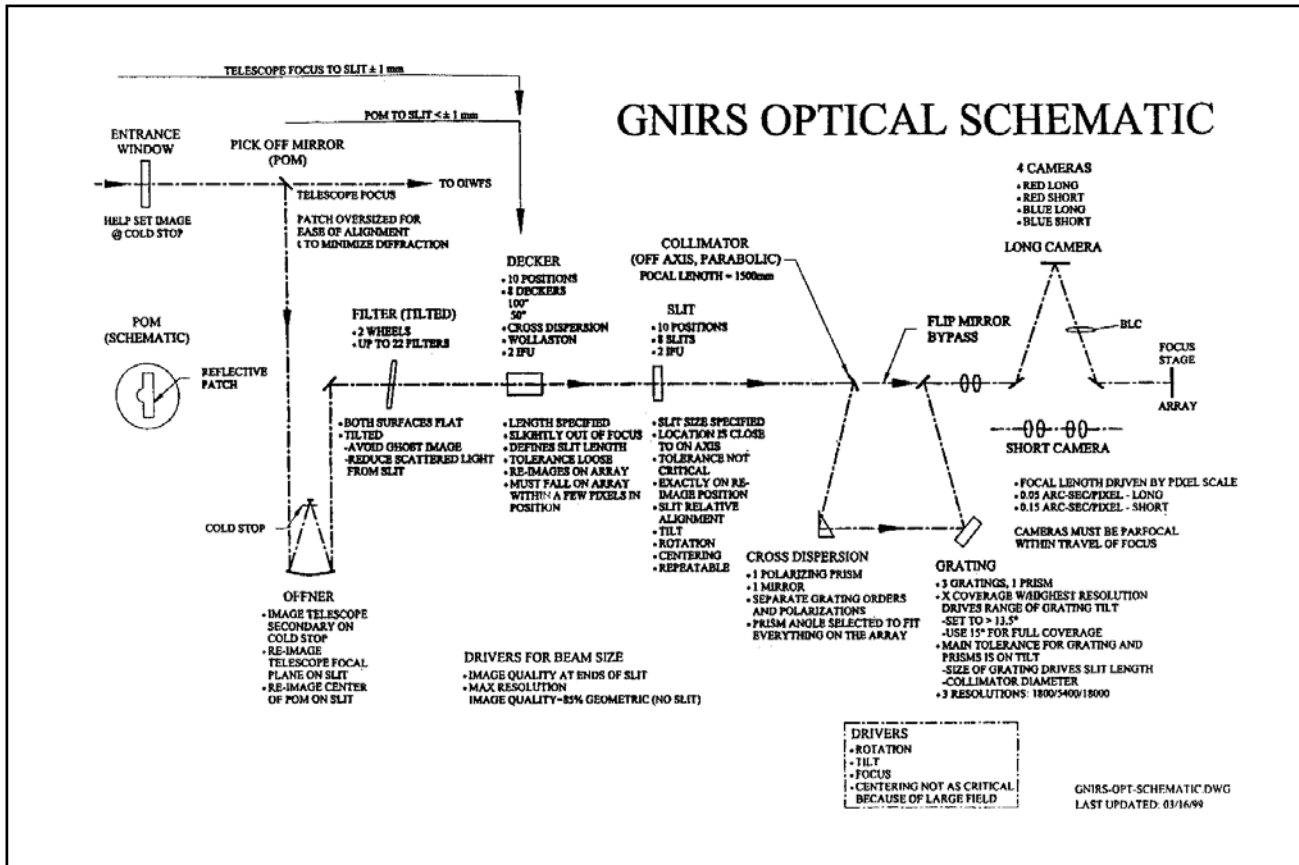 TELESCOPE FOCUS TO SLIT ± 1 mm
POM TO SLIT < ± 1 mm
GNIRS OPTICAL SCHEMATIC
ENTRANCE
WINDOW
HELP SET IMAGE
@ COLD STOP
PICK OFF MIRROR
(POM)
TO OIWFS
TELESCOPE FOCUS
PATCH OVERSIZED FOR
EASE OF ALIGNMENT
& TO MINIMIZE DIFFRACTION
POM
(SCHEMATIC)
REFLECTIVE
PATCH
COLD STOP
OFFNER
• IMAGE TELESCOPE
SECONDARY ON
COLD STOP
• RE-IMAGE
TELESCOPE FOCAL
PLANE ON SLIT
• RE-IMAGE CENTER
OF POM ON SLIT
FILTER (TILTED)
• 2 WHEELS
• UP TO 22 FILTERS
• BOTH SURFACES FLAT
• TILTED
-AVOID GHOST IMAGE
-REDUCE SCATTERED LIGHT
FROM SLIT
DECKER
• 10 POSITIONS
• 8 DECKERS
100"
50"
• CROSS DISPERSION
• WOLLASTON
• 2 IFU
• LENGTH SPECIFIED
• SLIGHTLY OUT OF FOCUS
• DEFINES SLIT LENGTH
• TOLERANCE LOOSE
• RE-IMAGES ON ARRAY
• MUST FALL ON ARRAY
WITHIN A FEW PIXELS IN
POSITION
SLIT
• 10 POSITIONS
• 8 SLITS
• 2 IFU
• SLIT SIZE SPECIFIED
• LOCATION IS CLOSE
TO ON AXIS
• TOLERANCE NOT
CRITICAL
• EXACTLY ON RE-
IMAGE POSITION
• SLIT RELATIVE
ALIGNMENT
• TILT
• ROTATION
• CENTERING
• REPEATABLE
COLLIMATOR
(OFF AXIS, PARABOLIC)
FOCAL LENGTH = 1500mm
FLIP MIRROR
BYPASS
4 CAMERAS
• RED LONG
• RED SHORT
• BLUE LONG
• BLUE SHORT
LONG CAMERA
BLC
FOCUS
STAGE
ARRAY
SHORT CAMERA
• FOCAL LENGTH DRIVEN BY PIXEL SCALE
• 0.05 ARC-SEC/PIXEL - LONG
• 0.15 ARC-SEC/PIXEL - SHORT
CAMERAS MUST BE PARFOCAL
WITHIN TRAVEL OF FOCUS
CROSS DISPERSION
• 1 POLARIZING PRISM
• 1 MIRROR
• SEPARATE GRATING ORDERS
AND POLARIZATIONS
• PRISM ANGLE SELECTED TO FIT
EVERYTHING ON THE ARRAY
GRATING
• 3 GRATINGS, 1 PRISM
• X COVERAGE W/HIGHEST RESOLUTION
DRIVES RANGE OF GRATING TILT
-SET TO > 13.5°
-USE 15° FOR FULL COVERAGE
• MAIN TOLERANCE FOR GRATING AND
PRISMS IS ON TILT
-SIZE OF GRATING DRIVES SLIT LENGTH
-COLLIMATOR DIAMETER
• 3 RESOLUTIONS: 1800/5400/18000
DRIVERS FOR BEAM SIZE
• IMAGE QUALITY AT ENDS OF SLIT
• MAX RESOLUTION
IMAGE QUALITY=85% GEOMETRIC (NO SLIT)
DRIVERS
• ROTATION
• TILT
• FOCUS
• CENTERING NOT AS CRITICAL
BECAUSE OF LARGE FIELD
GNIRS-OPT-SCHEMATIC.DWG
LAST UPDATED: 03/16/99